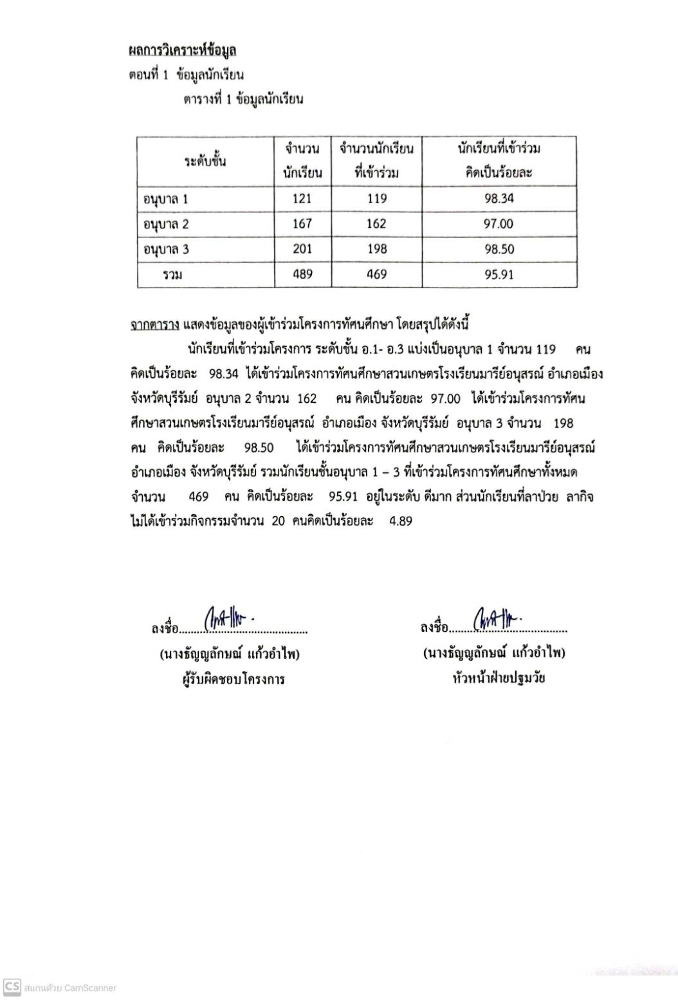 ผลการวิเคราะห์ข้อมูล
ตอนที่ 1 ข้อมูลนักเรียน
ตารางที่ 1 ข้อมูลนักเรียน
ระดับชั้น จำนวนนักเรียน จำนวนนักเรียนที่เข้าร่วม นักเรียนที่เข้าร่วมคิดเป็นร้อยละ
อนุบาล 1 121 119 98.34
อนุบาล 2 167 162 97.00
อนุบาล 3 201 198 98.50
รวม 489 469 95.91
จากตาราง แสดงข้อมูลของผู้เข้าร่วมโครงการทัศนศึกษา โดยสรุปได้ดังนี้
นักเรียนที่เข้าร่วมโครงการ ระดับชั้น อ.1- อ.3 แบ่งเป็นอนุบาล 1 จำนวน 119 คน
คิดเป็นร้อยละ 98.34 ได้เข้าร่วมโครงการทัศนศึกษาสวนเกษตรโรงเรียนมารีย์อนุสรณ์ อำเภอเมือง
จังหวัดบุรีรัมย์ อนุบาล 2 จำนวน 162 คน คิดเป็นร้อยละ 97.00 ได้เข้าร่วมโครงการทัศน
ศึกษาสวนเกษตรโรงเรียนมารีย์อนุสรณ์ อำเภอเมือง จังหวัดบุรีรัมย์ อนุบาล 3 จำนวน 198
คน คิดเป็นร้อยละ 98.50 ได้เข้าร่วมโครงการทัศนศึกษาสวนเกษตรโรงเรียนมารีย์อนุสรณ์
อำเภอเมือง จังหวัดบุรีรัมย์ รวมนักเรียนชั้นอนุบาล 1 – 3 ที่เข้าร่วมโครงการทัศนศึกษาทั้งหมด
จำนวน 469 คน คิดเป็นร้อยละ 95.91 อยู่ในระดับ ดีมาก ส่วนนักเรียนที่ลาป่วย ลากิจ
ไม่ได้เข้าร่วมกิจกรรมจำนวน 20 คนคิดเป็นร้อยละ 4.89
ลงชื่อ.......................................... ลงชื่อ.......................................
(นางธัญญลักษณ์ แก้วอำไพ) (นางธัญญลักษณ์ แก้วอำไพ)
ผู้รับผิดชอบโครงการ หัวหน้าฝ่ายปฐมวัย
CS สแกนด้วย CamScanner